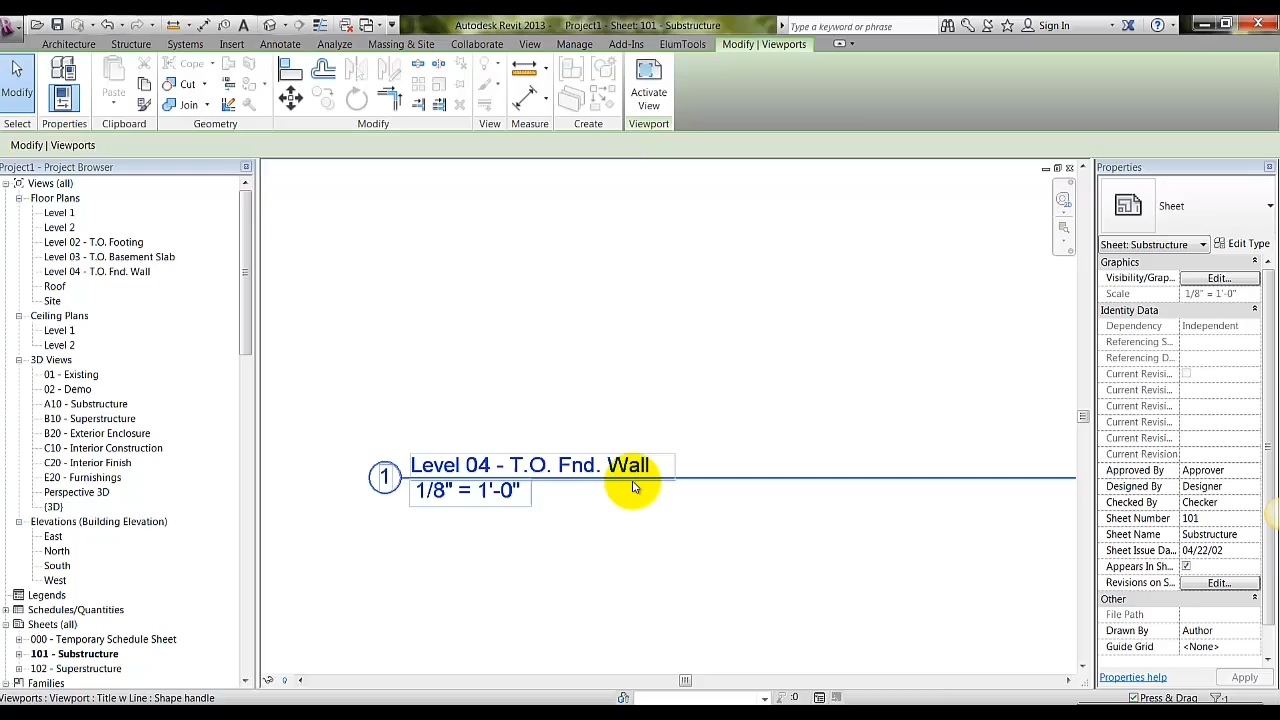 Autodesk Revit 2013 - Project1 - Sheet: 101 - Substructure
Type a keyword or phrase
Sign In
Architecture
Structure
Systems
Insert
Annotate
Analyze
Massing & Site
Collaborate
View
Manage
Add-Ins
ElumTools
Modify | Viewports
Modify
Paste
Cope
Cut
Join
Activate
View
Select
Properties
Clipboard
Geometry
Modify
View
Measure
Create
Viewport
Modify | Viewports
Project1 - Project Browser
Views (all)
Floor Plans
Level 1
Level 2
Level 02 - T.O. Footing
Level 03 - T.O. Basement Slab
Level 04 - T.O. Fnd. Wall
Roof
Site
Ceiling Plans
Level 1
Level 2
3D Views
01 - Existing
02 - Demo
A10 - Substructure
B10 - Superstructure
B20 - Exterior Enclosure
C10 - Interior Construction
C20 - Interior Finish
E20 - Furnishings
Perspective 3D
{3D}
Elevations (Building Elevation)
East
North
South
West
Legends
Schedules/Quantities
Sheets (all)
000 - Temporary Schedule Sheet
101 - Substructure
102 - Superstructure
Families
1
Level 04 - T.O. Fnd. Wall
1/8" = 1'-0"
2D
Properties
Sheet
Sheet: Substructure
Edit Type
Graphics
Visibility/Grap... Edit...
Scale 1/8" = 1'-0"
Identity Data
Dependency Independent
Referencing S...
Referencing D...
Current Revisi...
Current Revisi...
Current Revisi...
Current Revisi...
Current Revisi...
Current Revision
Approved By Approver
Designed By Designer
Checked By Checker
Sheet Number 101
Sheet Name Substructure
Sheet Issue Da... 04/22/02
Appears In Sh...
Revisions on S... Edit...
Other
File Path
Drawn By Author
Guide Grid <None>
Properties help
Apply
Viewports : Viewport : Title w Line : Shape handle
:0
Press & Drag
:1